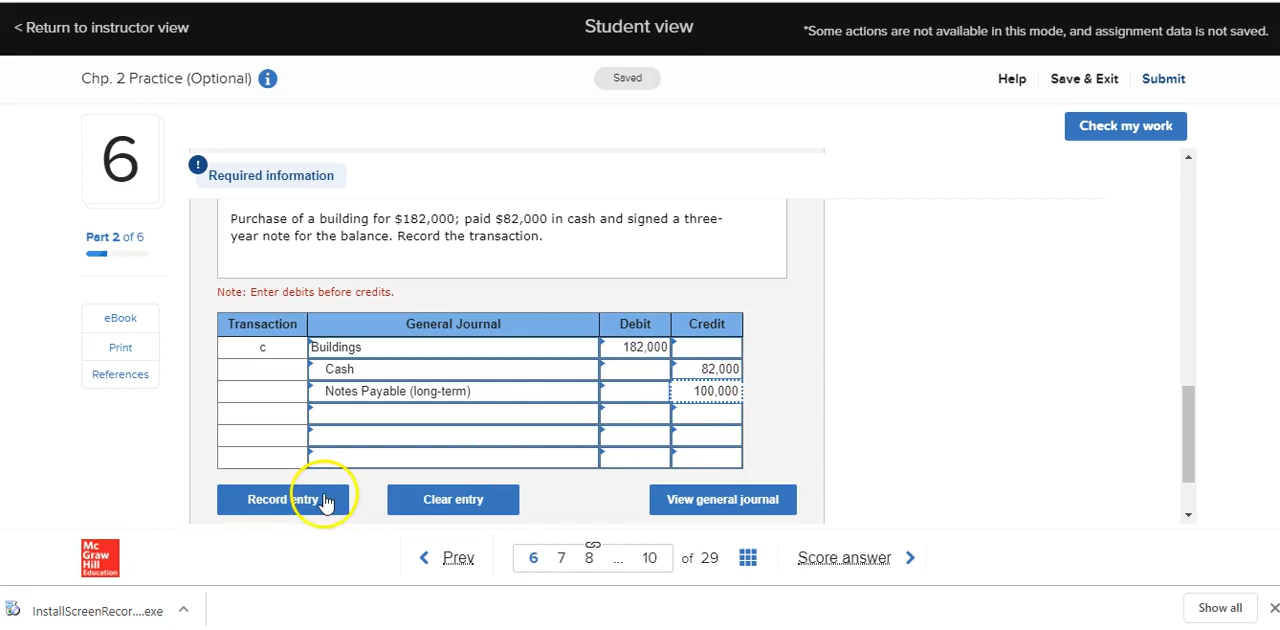 < Return to instructor view
Student view
*Some actions are not available in this mode, and assignment data is not saved.
Chp. 2 Practice (Optional) i
Saved
Help
Save & Exit
Submit
Check my work
6
!
Required information
Part 2 of 6
Purchase of a building for $182,000; paid $82,000 in cash and signed a three-
year note for the balance. Record the transaction.
Note: Enter debits before credits.
eBook
Print
References
Transaction General Journal Debit Credit
c Buildings 182,000
Cash 82,000
Notes Payable (long-term) 100,000
Record entry
Clear entry
View general journal
Mc
Graw
Hill
Education
< Prev
6 7 8 ... 10 of 29
Score answer >
InstallScreenRecor....exe
Show all